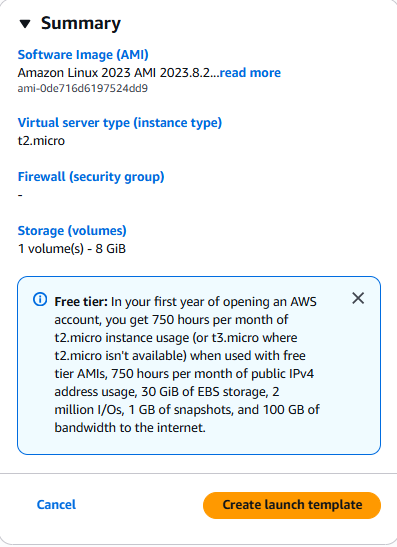 Summary
Software Image (AMI)
Amazon Linux 2023 AMI 2023.8.2...read more
ami-0de716d6197524dd9
Virtual server type (instance type)
t2.micro
Firewall (security group)
-
Storage (volumes)
1 volume(s) - 8 GiB
Free tier: In your first year of opening an AWS
account, you get 750 hours per month of
t2.micro instance usage (or t3.micro where
t2.micro isn't available) when used with free
tier AMIs, 750 hours per month of public IPv4
address usage, 30 GiB of EBS storage, 2
million I/Os, 1 GB of snapshots, and 100 GB of
bandwidth to the internet.
Cancel
Create launch template